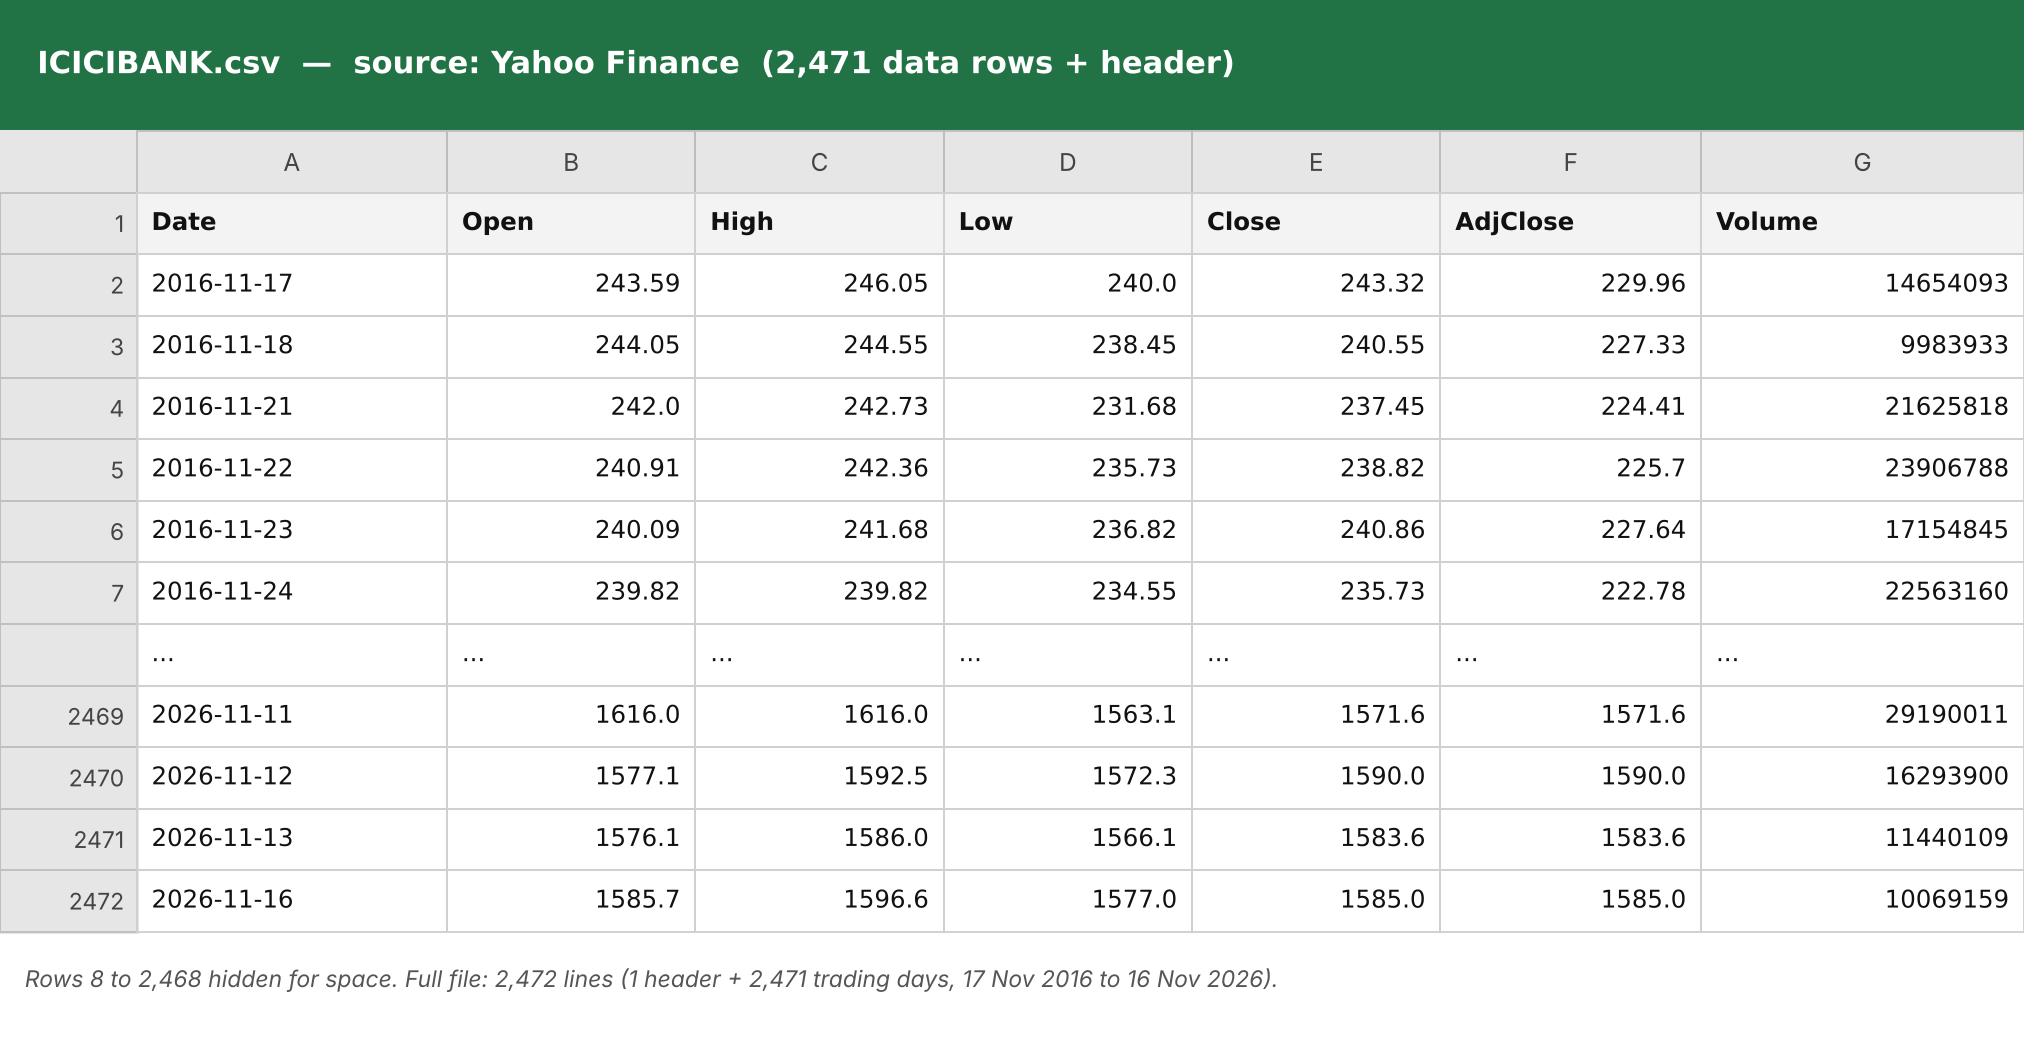 ICICIBANK.csv — source: Yahoo Finance (2,471 data rows + header)
A B C D E F G
1 Date Open High Low Close AdjClose Volume
2 2016-11-17 243.59 246.05 240.0 243.32 229.96 14654093
3 2016-11-18 244.05 244.55 238.45 240.55 227.33 9983933
4 2016-11-21 242.0 242.73 231.68 237.45 224.41 21625818
5 2016-11-22 240.91 242.36 235.73 238.82 225.7 23906788
6 2016-11-23 240.09 241.68 236.82 240.86 227.64 17154845
7 2016-11-24 239.82 239.82 234.55 235.73 222.78 22563160
... ... ... ... ... ... ...
2469 2026-11-11 1616.0 1616.0 1563.1 1571.6 1571.6 29190011
2470 2026-11-12 1577.1 1592.5 1572.3 1590.0 1590.0 16293900
2471 2026-11-13 1576.1 1586.0 1566.1 1583.6 1583.6 11440109
2472 2026-11-16 1585.7 1596.6 1577.0 1585.0 1585.0 10069159
Rows 8 to 2,468 hidden for space. Full file: 2,472 lines (1 header + 2,471 trading days, 17 Nov 2016 to 16 Nov 2026).